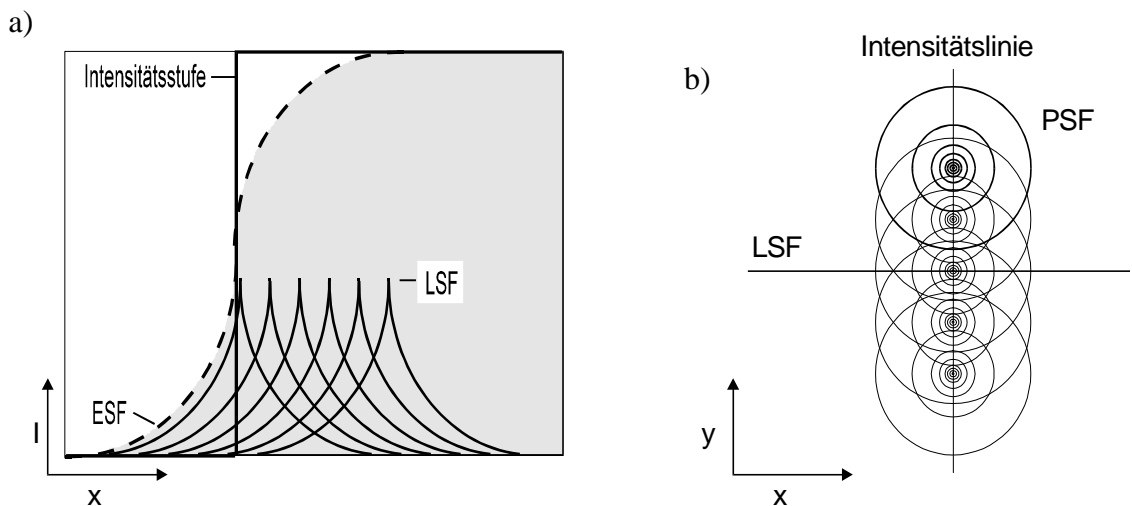 a)
Intensitätsstufe
LSF
ESF
I
x
b)
Intensitätslinie
PSF
LSF
y
x